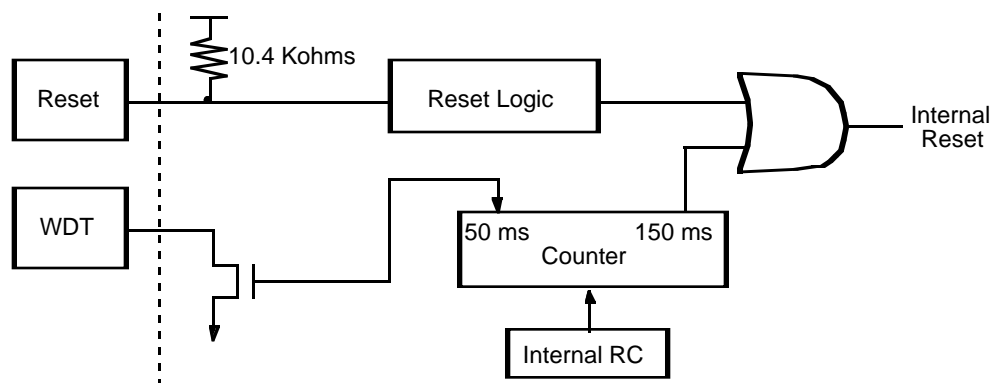 10.4 Kohms
Reset
Reset Logic
Internal
Reset
WDT
50 ms
150 ms
Counter
Internal RC